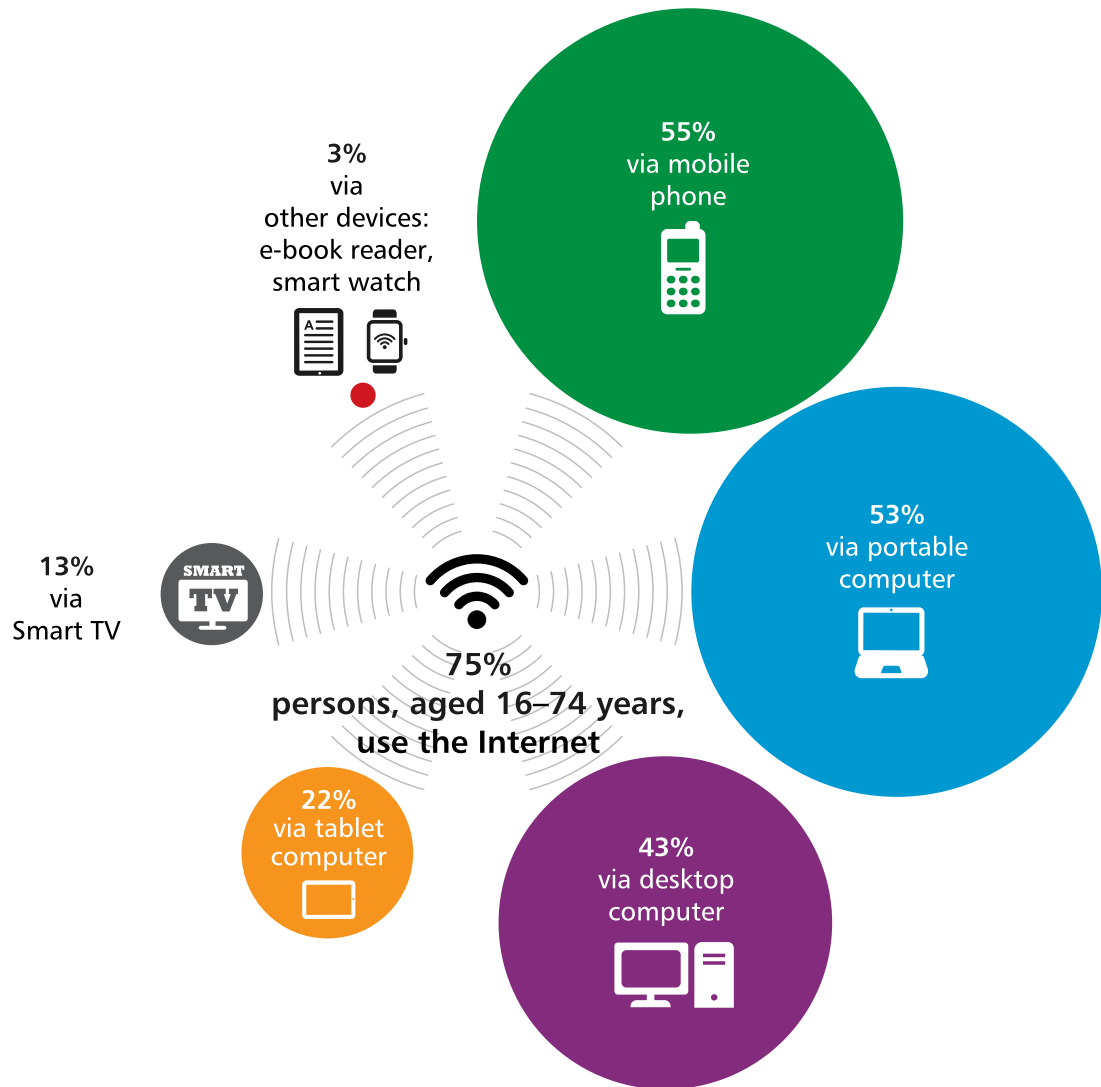 55%
via mobile
phone
3%
via
other devices:
e-book reader,
smart watch
A
53%
via portable
computer
13%
via
Smart TV
SMART
TV
75%
persons, aged 16–74 years,
use the Internet
22%
via tablet
computer
43%
via desktop
computer